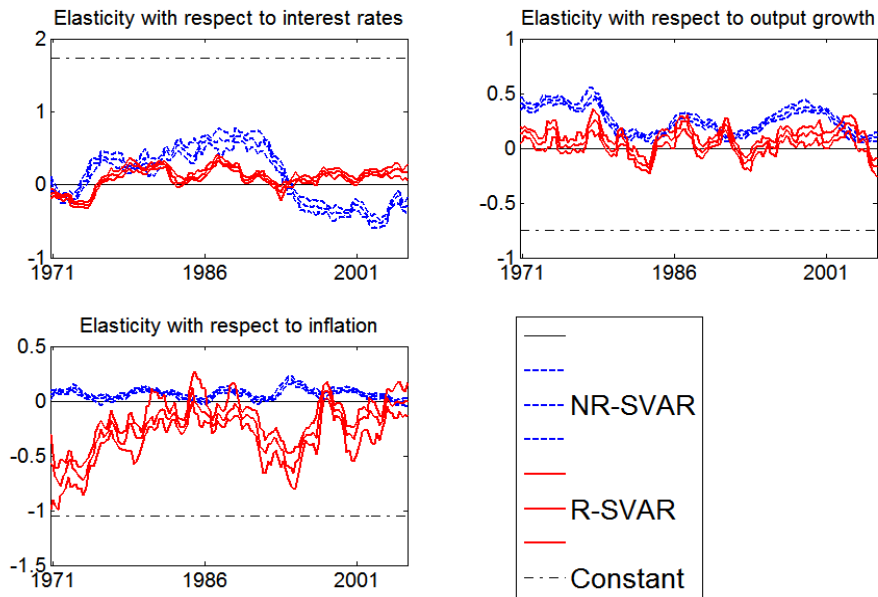 Elasticity with respect to interest rates
2
1
0
-1
1971 1986 2001
Elasticity with respect to output growth
1
0.5
0
-0.5
-1
1971 1986 2001
Elasticity with respect to inflation
0.5
0
-0.5
-1
-1.5
1971 1986 2001
NR-SVAR
R-SVAR
Constant